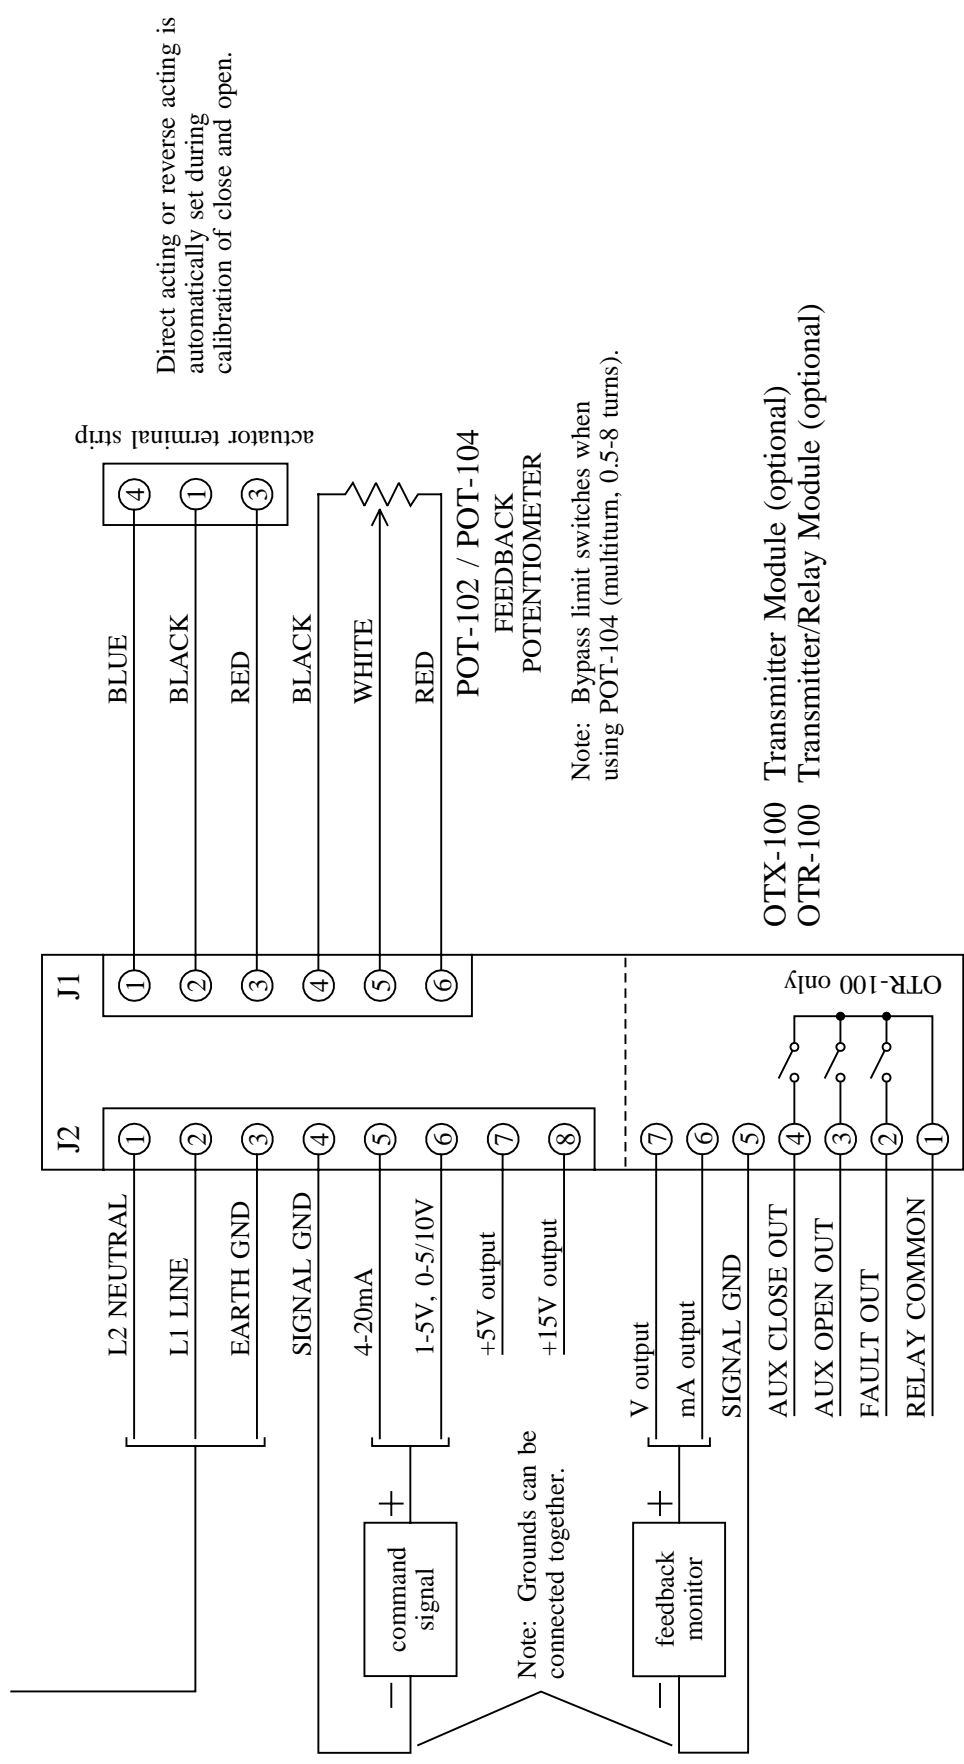 Direct acting or reverse acting is
automatically set during
calibration of close and open.
actuator terminal strip
4
1
3
BLUE
BLACK
RED
BLACK
WHITE
RED
POT-102 / POT-104
FEEDBACK
POTENTIOMETER
Note: Bypass limit switches when
using POT-104 (multiturn, 0.5-8 turns).
OTX-100 Transmitter Module (optional)
OTR-100 Transmitter/Relay Module (optional)
J1
1
2
3
4
5
6
OTR-100 only
J2
1
2
3
4
5
6
7
8
7
6
5
4
3
2
1
L2 NEUTRAL
L1 LINE
EARTH GND
SIGNAL GND
4-20mA
1-5V, 0-5/10V
+5V output
+15V output
V output
mA output
SIGNAL GND
AUX CLOSE OUT
AUX OPEN OUT
FAULT OUT
RELAY COMMON
+
command
signal
−
Note: Grounds can be
connected together.
+
feedback
monitor
−